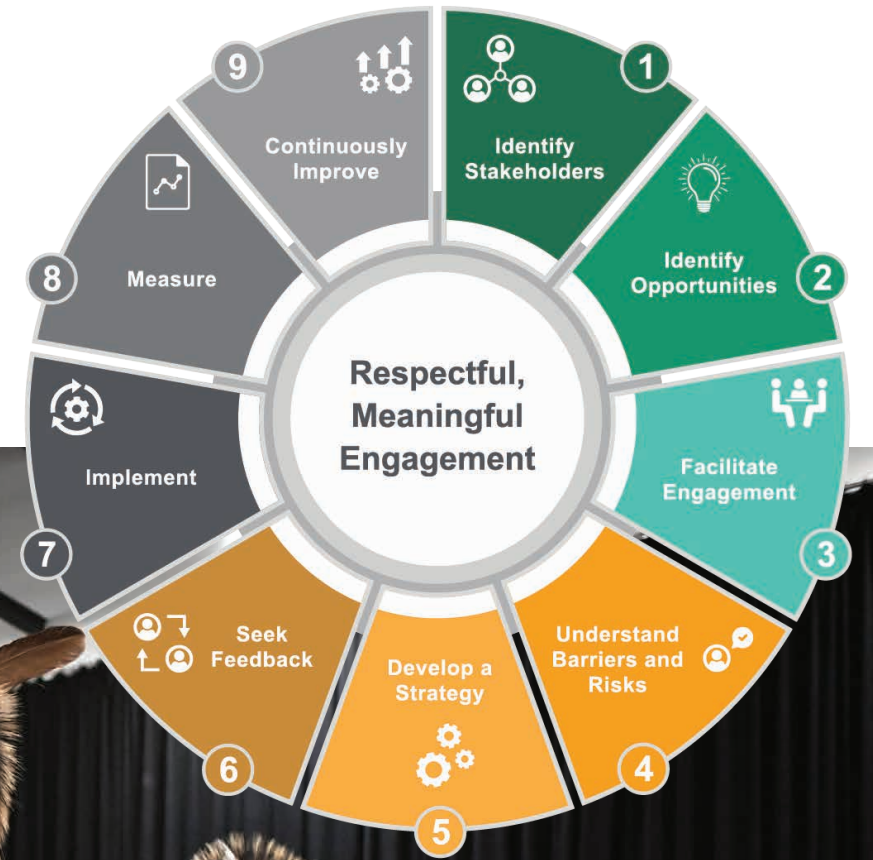 1
Identify
Stakeholders
2
Identify
Opportunities
3
Facilitate
Engagement
4
Understand
Barriers and
Risks
5
Develop a
Strategy
6
Seek
Feedback
7
Implement
8
Measure
9
Continuously
Improve
Respectful,
Meaningful
Engagement